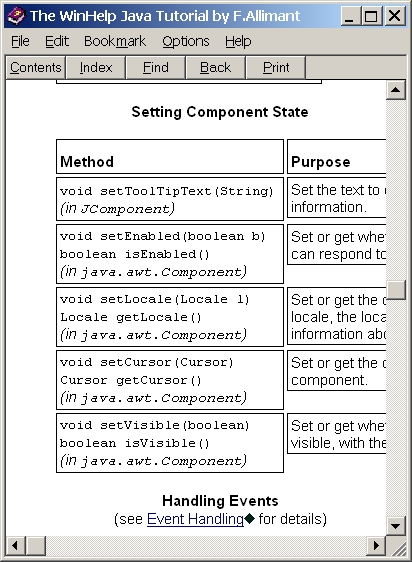 The WinHelp Java Tutorial by F.Allimant
File Edit Bookmark Options Help
Contents Index Find Back Print
Setting Component State
Method Purpose
void setToolTipText(String) Set the text to
(in JComponent) information.
void setEnabled(boolean b) Set or get
boolean isEnabled() can respond to
(in java.awt.Component)
void setLocale(Locale l) Set or get the
Locale getLocale() locale, the
(in java.awt.Component) information
void setCursor(Cursor) Set or get the
Cursor getCursor() component.
(in java.awt.Component)
void setVisible(boolean) Set or get
boolean isVisible() visible, with the
(in java.awt.Component)
Handling Events
(see Event Handling for details)